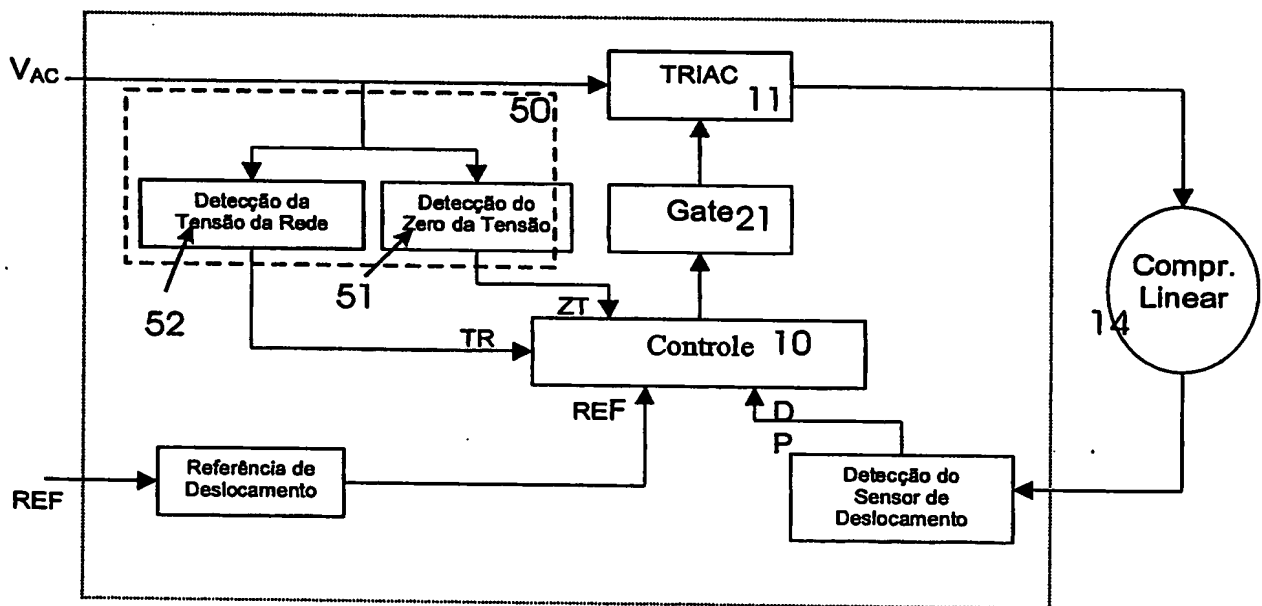 VAC
TRIAC
11
50
Detecção da
Tensão da Rede
Detecção do
Zero da Tensão
Gate 21
52
51
ZT
TR
Controle 10
Compr.
Linear
14
REF
D
P
Referência de
Deslocamento
REF
Detecção do
Sensor de
Deslocamento